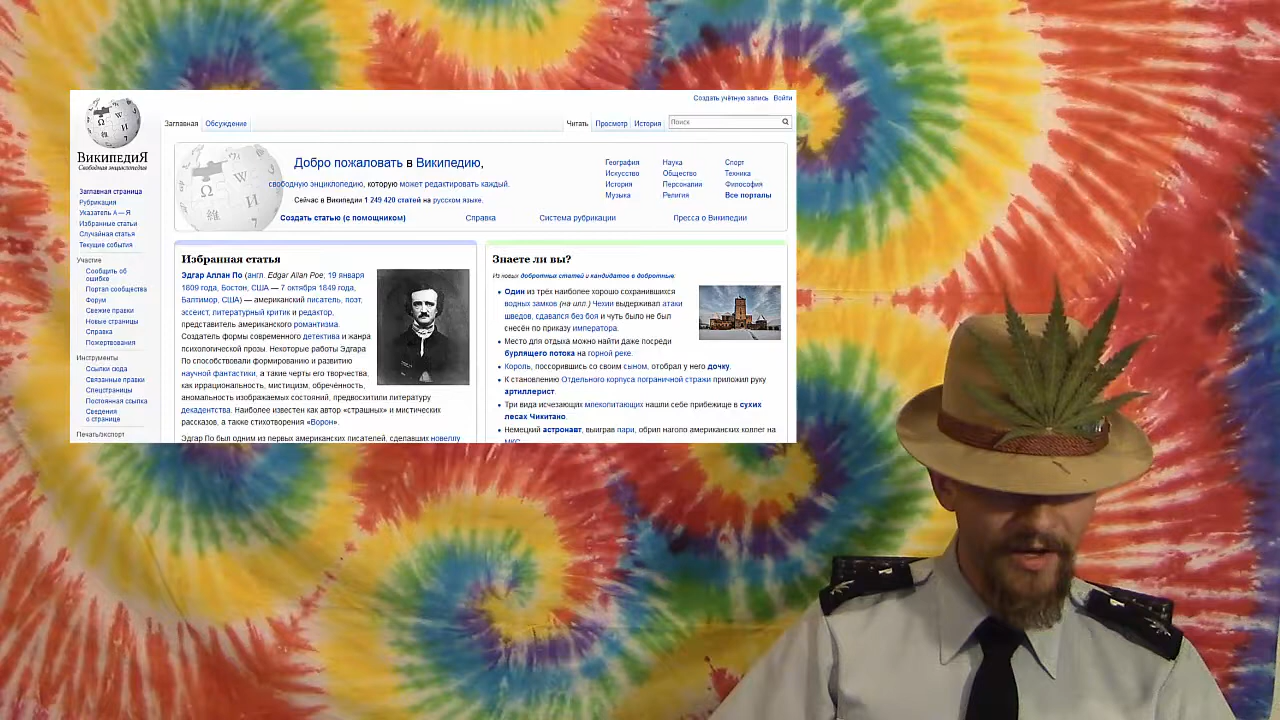 Создать учётную запись Войти
Заглавная Обсуждение Читать Просмотр История Поиск
ВикипедиЯ
Свободная энциклопедия
Заглавная страница
Рубрикация
Указатель А — Я
Избранные статьи
Случайная статья
Текущие события
Участие
Сообщить об
ошибке
Портал сообщества
Форум
Свежие правки
Новые страницы
Справка
Пожертвования
Инструменты
Ссылки сюда
Связанные правки
Спецстраницы
Постоянная ссылка
Сведения
о странице
Печать/экспорт
Добро пожаловать в Википедию,
свободную энциклопедию, которую может редактировать каждый.
Сейчас в Википедии 1 249 420 статей на русском языке.
Создать статью (с помощником) Справка Система рубрикации Пресса о Википедии
География Наука Спорт
Искусство Общество Техника
История Персоналии Философия
Музыка Религия Все порталы
Избранная статья
Эдгар Аллан По (англ. Edgar Allan Poe; 19 января
1809 года, Бостон, США — 7 октября 1849 года,
Балтимор, США) — американский писатель, поэт,
эссеист, литературный критик и редактор,
представитель американского романтизма.
Создатель формы современного детектива и жанра
психологической прозы. Некоторые работы Эдгара
По способствовали формированию и развитию
научной фантастики, а такие черты его творчества,
как иррациональность, мистицизм, обречённость,
аномальность изображаемых состояний, предвосхитили литературу
декадентства. Наиболее известен как автор «страшных» и мистических
рассказов, а также стихотворения «Ворон».
Эдгар По был одним из первых американских писателей, сделавших новеллу
Знаете ли вы?
Из новых добротных статей и кандидатов в добротные:
Один из трёх наиболее хорошо сохранившихся
водных замков (на илл.) Чехии выдерживал атаки
шведов, сдавался без боя и чуть было не был
снесён по приказу императора.
Место для отдыха можно найти даже посреди
бурлящего потока на горной реке.
Король, поссорившись со своим сыном, отобрал у него дочку.
К становлению Отдельного корпуса пограничной стражи приложил руку
артиллерист.
Три вида исчезающих млекопитающих нашли себе прибежище в сухих
лесах Чикитано.
Немецкий астронавт, выиграв пари, обрил наголо американских коллег на
МКС.